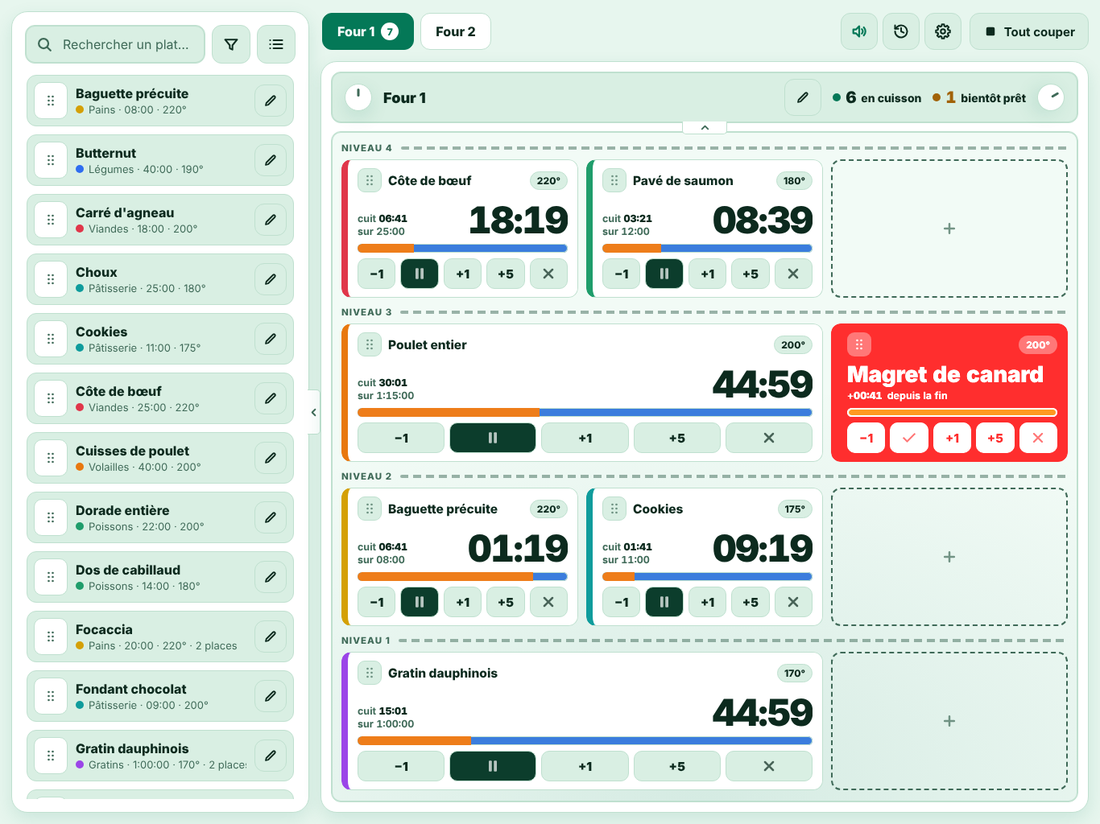 Rechercher un plat...
Baguette précuite
Pains · 08:00 · 220°
Butternut
Légumes · 40:00 · 190°
Carré d'agneau
Viandes · 18:00 · 200°
Choux
Pâtisserie · 25:00 · 180°
Cookies
Pâtisserie · 11:00 · 175°
Côte de bœuf
Viandes · 25:00 · 220°
Cuisses de poulet
Volailles · 40:00 · 200°
Dorade entière
Poissons · 22:00 · 200°
Dos de cabillaud
Poissons · 14:00 · 180°
Focaccia
Pains · 20:00 · 220° · 2 places
Fondant chocolat
Pâtisserie · 09:00 · 200°
Gratin dauphinois
Gratins · 1:00:00 · 170° · 2 places
Four 1 7
Four 2
Tout couper
Four 1
6 en cuisson
1 bientôt prêt
NIVEAU 4
Côte de bœuf 220°
cuit 06:41
sur 25:00
18:19
−1 +1 +5
Pavé de saumon 180°
cuit 03:21
sur 12:00
08:39
−1 +1 +5
+
NIVEAU 3
Poulet entier 200°
cuit 30:01
sur 1:15:00
44:59
−1 +1 +5
200°
Magret de canard
+00:41 depuis la fin
−1 +1 +5
NIVEAU 2
Baguette précuite 220°
cuit 06:41
sur 08:00
01:19
−1 +1 +5
Cookies 175°
cuit 01:41
sur 11:00
09:19
−1 +1 +5
+
NIVEAU 1
Gratin dauphinois 170°
cuit 15:01
sur 1:00:00
44:59
−1 +1 +5
+